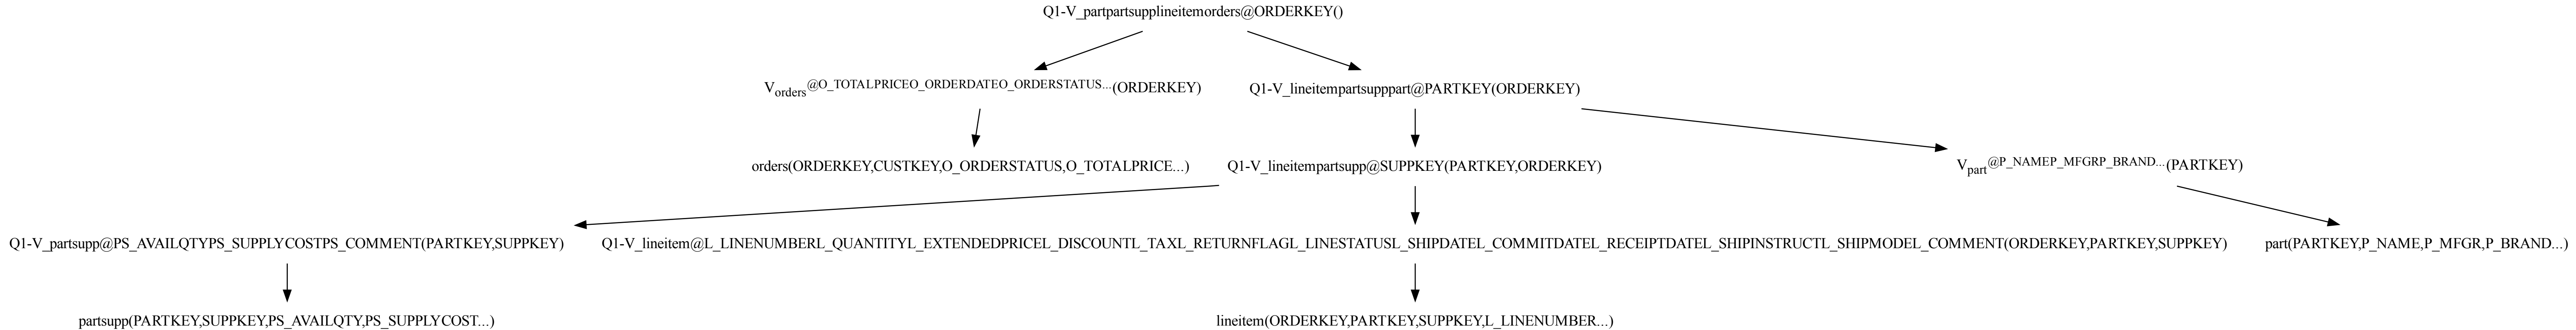 Q1-V_partpartsupplineitemorders@ORDERKEY()
Vorders@O_TOTALPRICEO_ORDERDATEO_ORDERSTATUS...(ORDERKEY)
Q1-V_lineitempartsupppart@PARTKEY(ORDERKEY)
orders(ORDERKEY,CUSTKEY,O_ORDERSTATUS,O_TOTALPRICE...)
Q1-V_lineitempartsupp@SUPPKEY(PARTKEY,ORDERKEY)
Vpart@P_NAMEP_MFGRP_BRAND...(PARTKEY)
Q1-V_partsupp@PS_AVAILQTYPS_SUPPLYCOSTPS_COMMENT(PARTKEY,SUPPKEY)
Q1-V_lineitem@L_LINENUMBERL_QUANTITYL_EXTENDEDPRICEL_DISCOUNTL_TAXL_RETURNFLAGL_LINESTATUSL_SHIPDATEL_COMMITDATEL_RECEIPTDATEL_SHIPINSTRUCTL_SHIPMODEL_COMMENT(ORDERKEY,PARTKEY,SUPPKEY)
part(PARTKEY,P_NAME,P_MFGR,P_BRAND...)
partsupp(PARTKEY,SUPPKEY,PS_AVAILQTY,PS_SUPPLYCOST...)
lineitem(ORDERKEY,PARTKEY,SUPPKEY,L_LINENUMBER...)